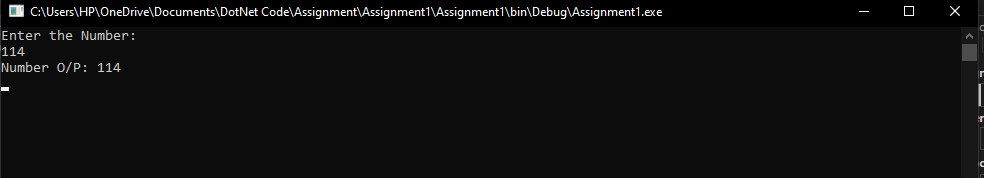 C:\Users\HP\OneDrive\Documents\DotNet Code\Assignment\Assignment1\Assignment1\bin\Debug\Assignment1.exe
Enter the Number:
114
Number O/P: 114